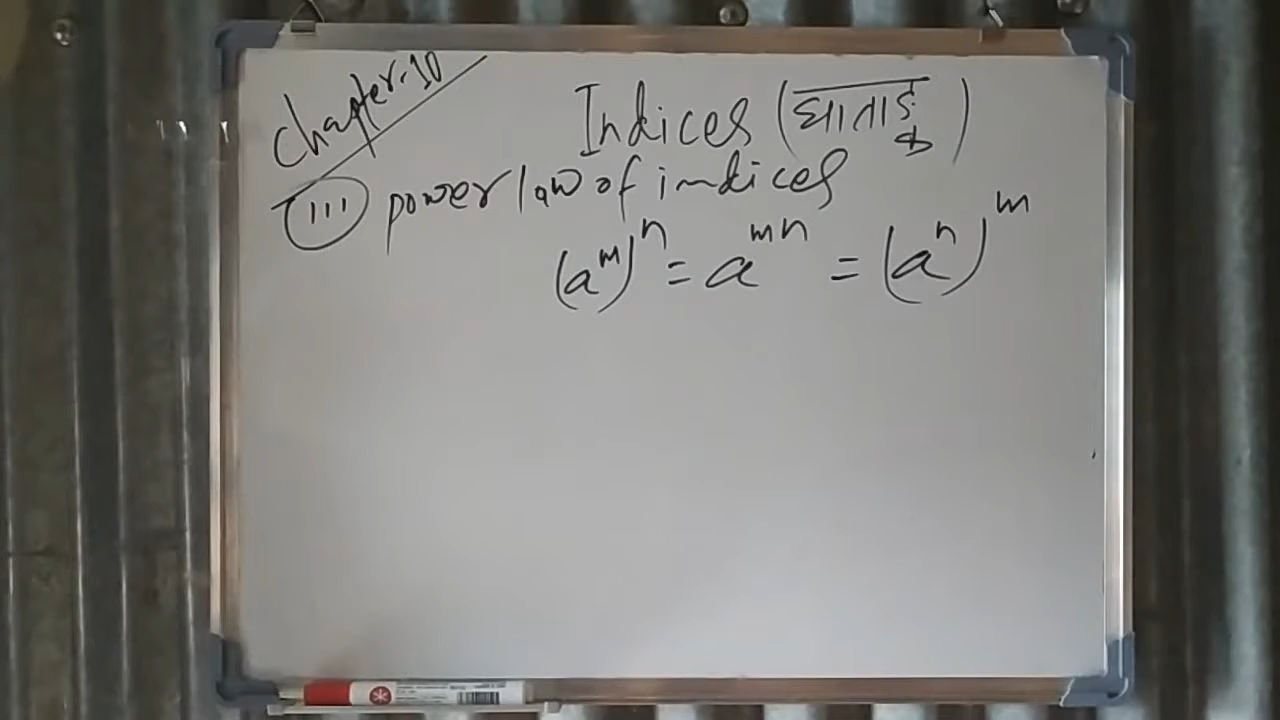 Chapter-10
Indices (घाताङ्क)
(III) power law of indices
(a^m)^n = a^mn = (a^n)^m